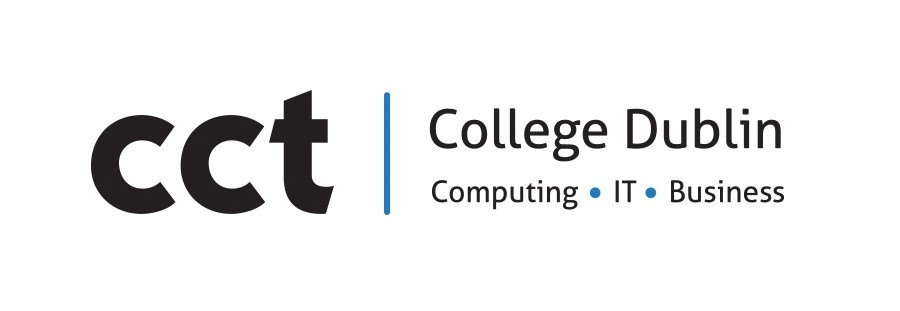 cct
College Dublin
Computing • IT • Business